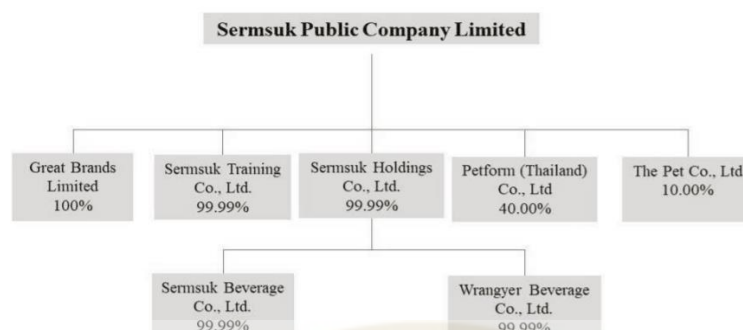 Sermsuk Public Company Limited
Great Brands
Limited
100%
Sermsuk Training
Co., Ltd.
99.99%
Sermsuk Holdings
Co., Ltd.
99.99%
Petform (Thailand)
Co., Ltd
40.00%
The Pet Co., Ltd
10.00%
Sermsuk Beverage
Co., Ltd.
99.99%
Wrangyer Beverage
Co., Ltd.
99.99%